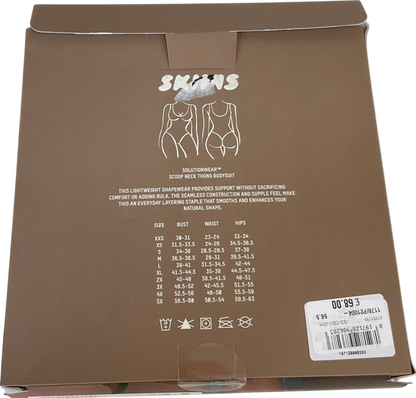 SKIMS
SOLUTIONWEAR™
SCOOP NECK THONG BODYSUIT
THIS LIGHTWEIGHT SHAPEWEAR PROVIDES SUPPORT WITHOUT SACRIFICING
COMFORT OR ADDING BULK. THE SEAMLESS CONSTRUCTION AND SUPPLE FEEL MAKE
THIS AN EVERYDAY LAYERING STAPLE THAT SMOOTHS AND ENHANCES YOUR
NATURAL SHAPE.
SIZE BUST WAIST HIPS
XXS 30-31 23-24 33-34
XS 31.5-33.5 24-26 34.5-36.5
S 34-36 26.5-28.5 37-39
M 36.5-38.5 29-31 39.5-41.5
L 39-41 31.5-34.5 42-44
XL 41.5-44.5 35-38 44.5-47.5
2X 45-48 38.5-41.5 48-51
3X 48.5-52 42-45.5 51.5-55
4X 52.5-56 46-50 55.5-59
5X 56.5-60 50.5-54 59.5-63
£ 68.00